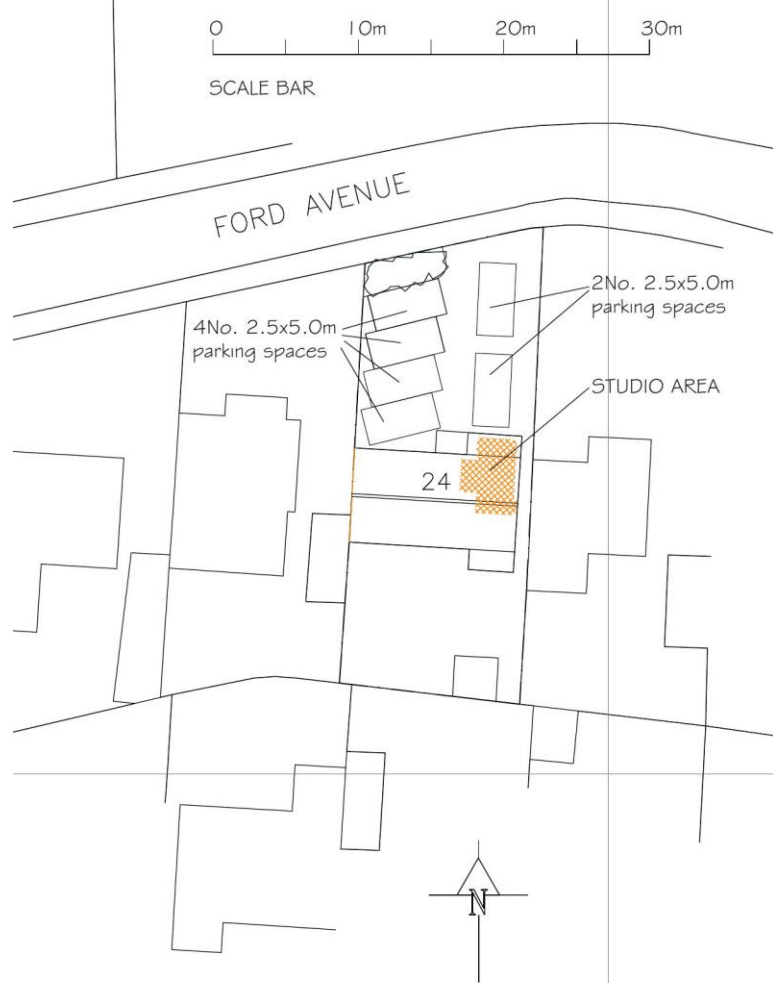 0 10m 20m 30m
SCALE BAR
FORD AVENUE
2No. 2.5x5.0m
parking spaces
4No. 2.5x5.0m
parking spaces
STUDIO AREA
24
N